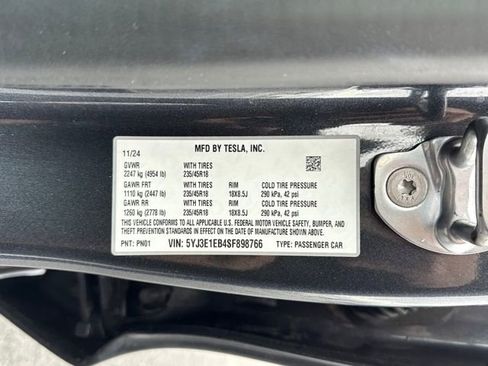 MFD BY TESLA, INC.
11/24
GVWR WITH TIRES
2247 kg (4954 lb) 235/45R18
GAWR FRT WITH TIRES RIM COLD TIRE PRESSURE
1110 kg (2447 lb) 235/45R18 18X8.5J 290 kPa, 42 psi
GAWR RR WITH TIRES RIM COLD TIRE PRESSURE
1260 kg (2778 lb) 235/45R18 18X8.5J 290 kPa, 42 psi
THIS VEHICLE CONFORMS TO ALL APPLICABLE U.S. FEDERAL MOTOR VEHICLE SAFETY, BUMPER, AND
THEFT PREVENTION STANDARDS IN EFFECT ON THE DATE OF MANUFACTURE SHOWN ABOVE.
PNT: PN01 VIN: 5YJ3E1EB4SF898766 TYPE: PASSENGER CAR